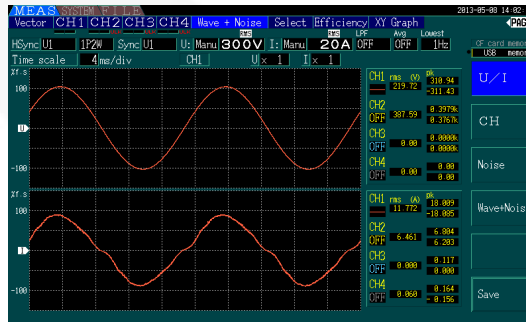 MEAS SYSTEM FILE 2013-05-08 14:02:
Vector CH1 CH2 CH3 CH4 Wave + Noise Select Efficiency XY Graph PAG
RMS RMS LPF Avg Lowest
HSync U1 1P2W Sync U1 U: Manu 300V I: Manu 20A OFF OFF 1Hz
CF card memor
USB memor
Time scale 4ms/div CH1 U x 1 I x 1
Xf.s
100
U
-100
CH1 rms (V) pk
219.72 310.94
-311.43
CH2
OFF 387.59 0.3979k
0.3767k
CH3
OFF 0.00 0.0000k
0.0000k
CH4
OFF 0.00 0.00
0.00
Xf.s
100
I
-100
CH1 rms (A) pk
11.772 18.009
-18.085
CH2
OFF 6.461 6.804
6.203
CH3
OFF 0.000 0.117
0.000
CH4
OFF 0.060 0.164
- 0.156
U/I
CH
Noise
Wave+Nois
Save